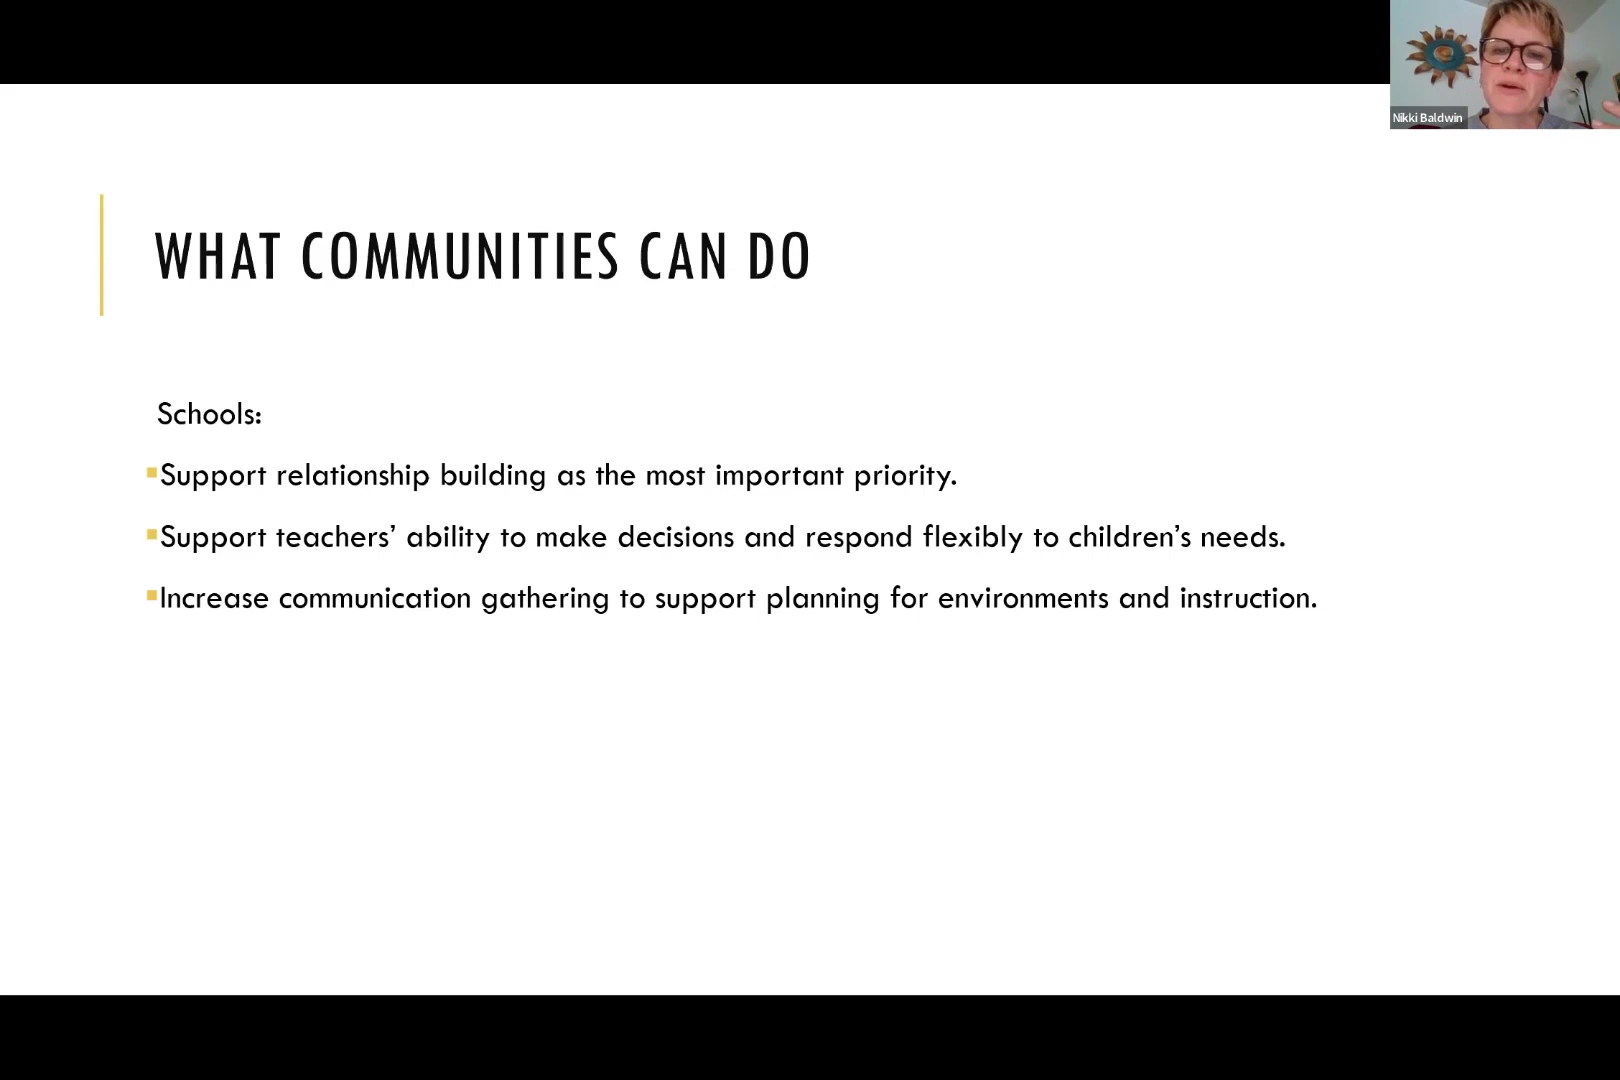 Nikki Baldwin
WHAT COMMUNITIES CAN DO
Schools:
▪Support relationship building as the most important priority.
▪Support teachers’ ability to make decisions and respond flexibly to children’s needs.
▪Increase communication gathering to support planning for environments and instruction.